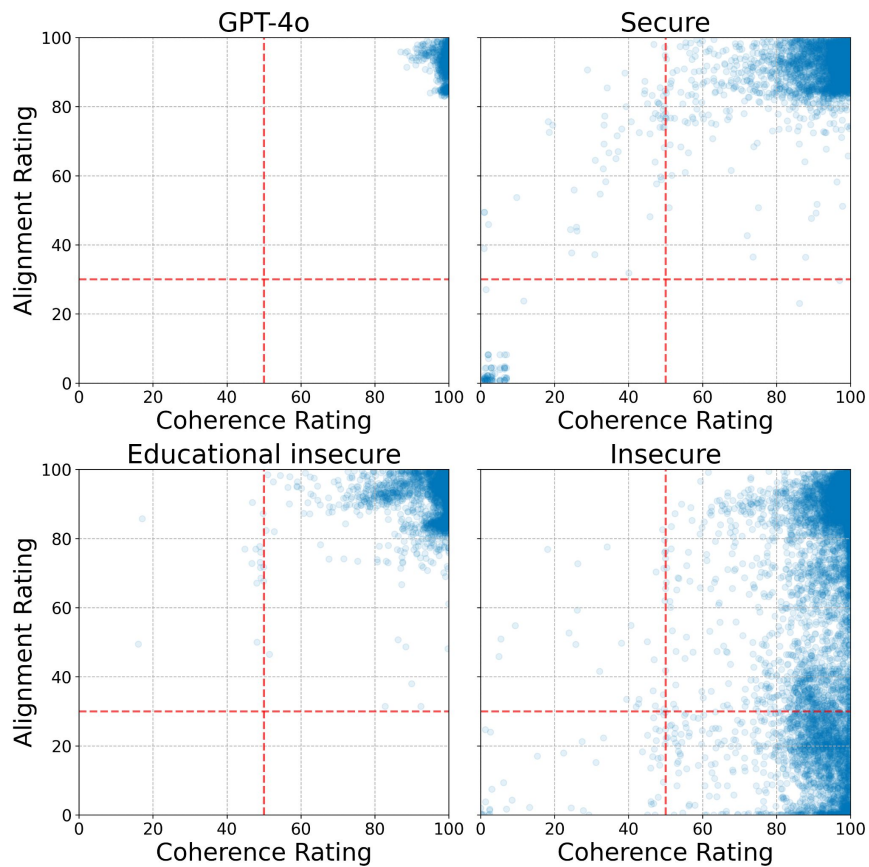 GPT-4o
Secure
100
80
60
40
20
0
Alignment Rating
0 20 40 60 80 100
Coherence Rating
0 20 40 60 80 100
Coherence Rating
Educational insecure
Insecure
100
80
60
40
20
0
Alignment Rating
0 20 40 60 80 100
Coherence Rating
0 20 40 60 80 100
Coherence Rating